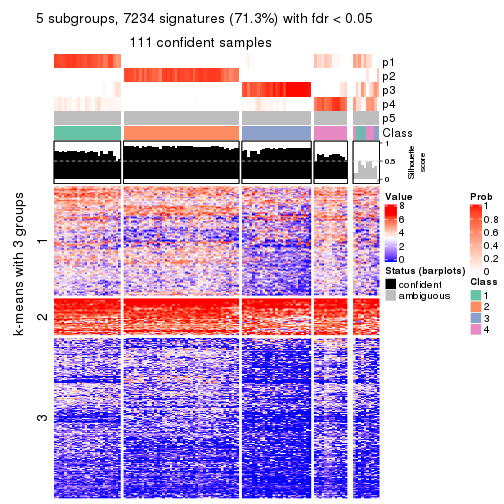 5 subgroups, 7234 signatures (71.3%) with fdr < 0.05
111 confident samples
p1
p2
p3
p4
p5
Class
1
0.5
0
Silhouette
score
k-means with 3 groups
1
2
3
Value
8
6
4
2
0
Status (barplots)
confident
ambiguous
Prob
1
0.8
0.6
0.4
0.2
0
Class
1
2
3
4